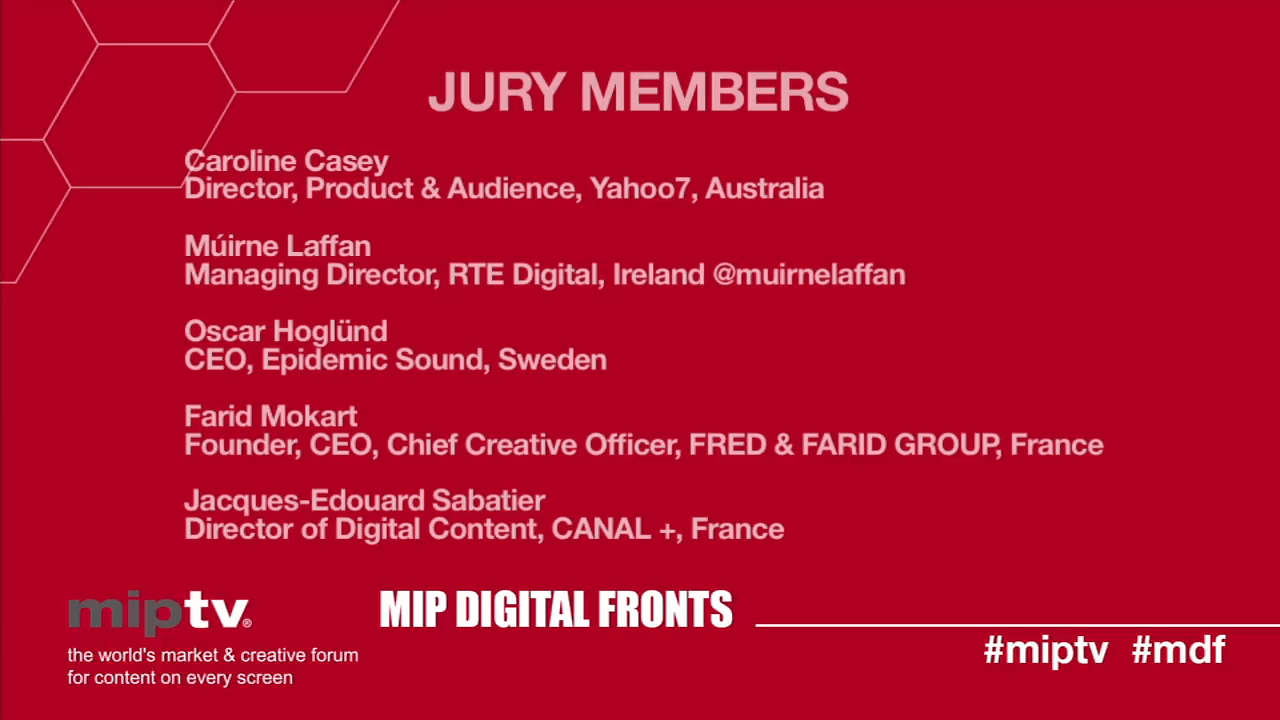 JURY MEMBERS
Caroline Casey
Director, Product & Audience, Yahoo7, Australia
Múirne Laffan
Managing Director, RTE Digital, Ireland @muirnelaffan
Oscar Hoglünd
CEO, Epidemic Sound, Sweden
Farid Mokart
Founder, CEO, Chief Creative Officer, FRED & FARID GROUP, France
Jacques-Edouard Sabatier
Director of Digital Content, CANAL +, France
miptv®
MIP DIGITAL FRONTS
#miptv #mdf
the world's market & creative forum
for content on every screen